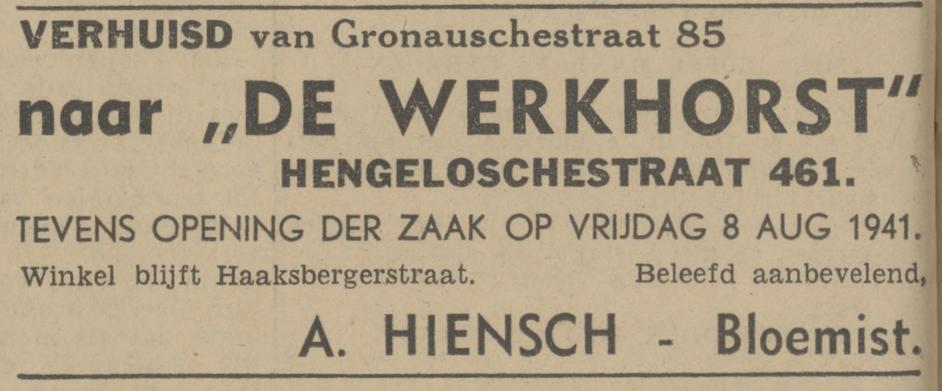 VERHUISD van Gronauschestraat 85
naar „DE WERKHORST“
HENGELOSCHESTRAAT 461.
TEVENS OPENING DER ZAAK OP VRIJDAG 8 AUG 1941.
Winkel blijft Haaksbergerstraat. Beleefd aanbevelend,
A. HIENSCH - Bloemist.